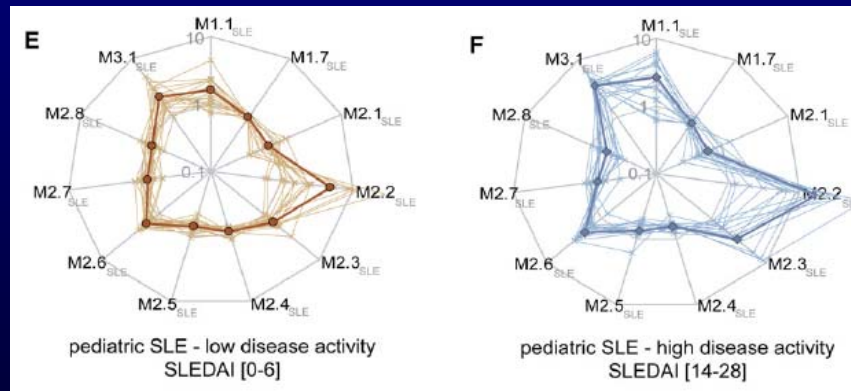 E
10
1
0.1
M1.1SLE
M1.7SLE
M2.1SLE
M2.2SLE
M2.3SLE
M2.4SLE
M2.5SLE
M2.6SLE
M2.7SLE
M2.8SLE
M3.1SLE
pediatric SLE - low disease activity
SLEDAI [0-6]
F
10
1
0.1
M1.1SLE
M1.7SLE
M2.1SLE
M2.2SLE
M2.3SLE
M2.4SLE
M2.5SLE
M2.6SLE
M2.7SLE
M2.8SLE
M3.1SLE
pediatric SLE - high disease activity
SLEDAI [14-28]